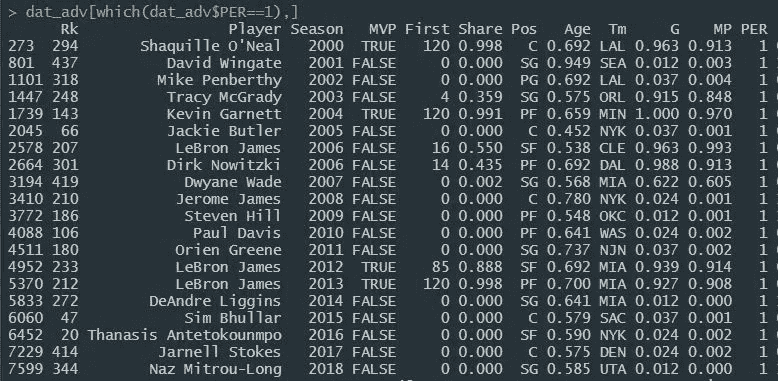 > dat_adv[which(dat_adv$PER==1),]
Rk Player Season MVP First Share Pos Age Tm G MP PER
273 294 Shaquille O'Neal 2000 TRUE 120 0.998 C 0.692 LAL 0.963 0.913 1
801 437 David Wingate 2001 FALSE 0 0.000 SG 0.949 SEA 0.012 0.003 1
1101 318 Mike Penberthy 2002 FALSE 0 0.000 PG 0.692 LAL 0.037 0.004 1
1447 248 Tracy McGrady 2003 FALSE 4 0.359 SG 0.575 ORL 0.915 0.848 1
1739 143 Kevin Garnett 2004 TRUE 120 0.991 PF 0.659 MIN 1.000 0.970 1
2045 66 Jackie Butler 2005 FALSE 0 0.000 C 0.452 NYK 0.037 0.001 1
2578 207 LeBron James 2006 FALSE 16 0.550 SF 0.538 CLE 0.963 0.993 1
2664 301 Dirk Nowitzki 2006 FALSE 14 0.435 PF 0.692 DAL 0.988 0.913 1
3194 419 Dwyane Wade 2007 FALSE 0 0.002 SG 0.568 MIA 0.622 0.605 1
3410 210 Jerome James 2008 FALSE 0 0.000 C 0.780 NYK 0.024 0.001 1
3772 186 Steven Hill 2009 FALSE 0 0.000 PF 0.548 OKC 0.012 0.001 1
4088 106 Paul Davis 2010 FALSE 0 0.000 PF 0.641 WAS 0.024 0.002 1
4511 180 Orien Greene 2011 FALSE 0 0.000 SG 0.737 NJN 0.037 0.002 1
4952 233 LeBron James 2012 TRUE 85 0.888 SF 0.692 MIA 0.939 0.914 1
5370 212 LeBron James 2013 TRUE 120 0.998 PF 0.700 MIA 0.927 0.908 1
5833 272 DeAndre Liggins 2014 FALSE 0 0.000 SG 0.641 MIA 0.012 0.000 1
6060 47 Sim Bhullar 2015 FALSE 0 0.000 C 0.579 SAC 0.037 0.001 1
6452 20 Thanasis Antetokounmpo 2016 FALSE 0 0.000 SF 0.590 NYK 0.024 0.002 1
7229 414 Jarnell Stokes 2017 FALSE 0 0.000 C 0.575 DEN 0.024 0.002 1
7599 344 Naz Mitrou-Long 2018 FALSE 0 0.000 SG 0.585 UTA 0.012 0.000 1